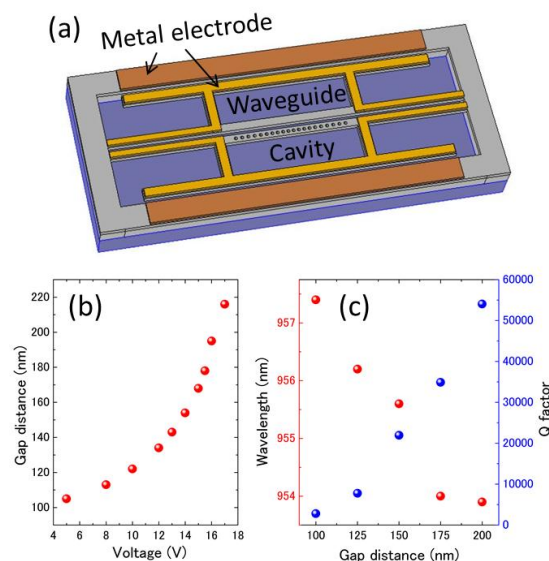 (a)
Metal electrode
Waveguide
Cavity
(b)
220
200
180
160
140
120
100
Gap distance (nm)
4 6 8 10 12 14 16 18
Voltage (V)
(c)
957
956
955
954
Wavelength (nm)
60000
50000
40000
30000
20000
10000
0
Q factor
100 125 150 175 200
Gap distance (nm)